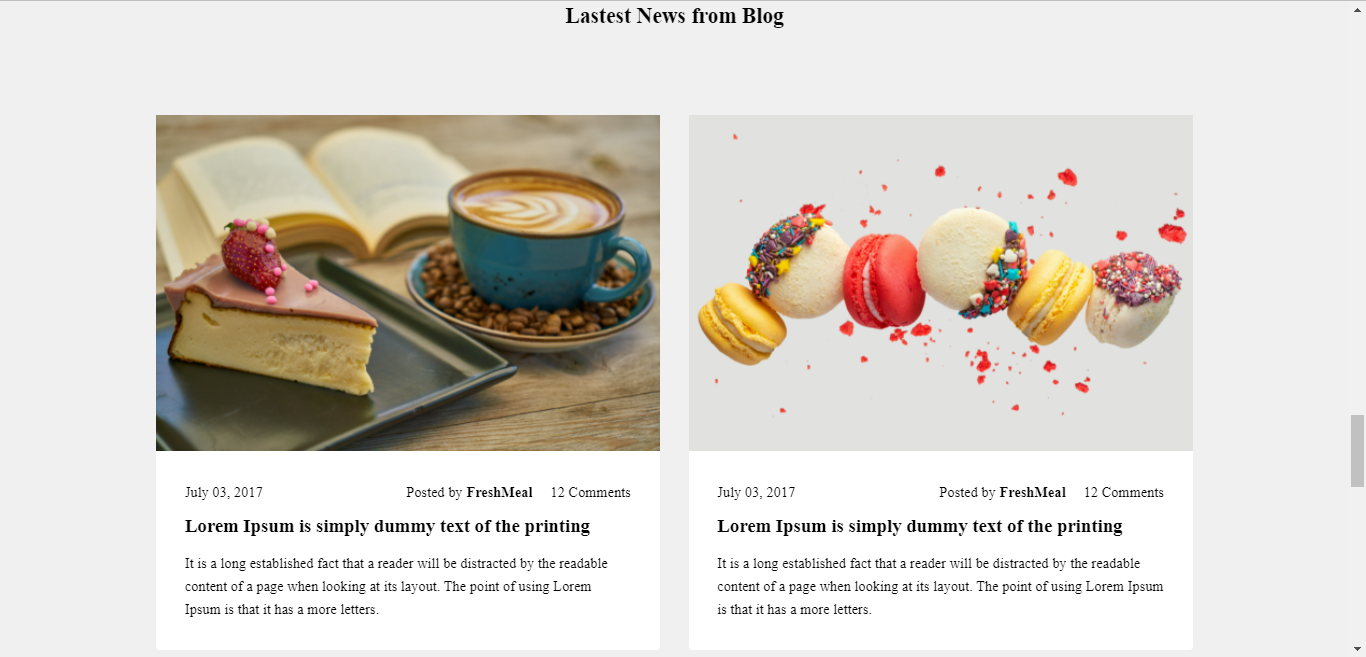 Lastest News from Blog
July 03, 2017 Posted by FreshMeal 12 Comments
Lorem Ipsum is simply dummy text of the printing
It is a long established fact that a reader will be distracted by the readable
content of a page when looking at its layout. The point of using Lorem
Ipsum is that it has a more letters.
July 03, 2017 Posted by FreshMeal 12 Comments
Lorem Ipsum is simply dummy text of the printing
It is a long established fact that a reader will be distracted by the readable
content of a page when looking at its layout. The point of using Lorem Ipsum
is that it has a more letters.